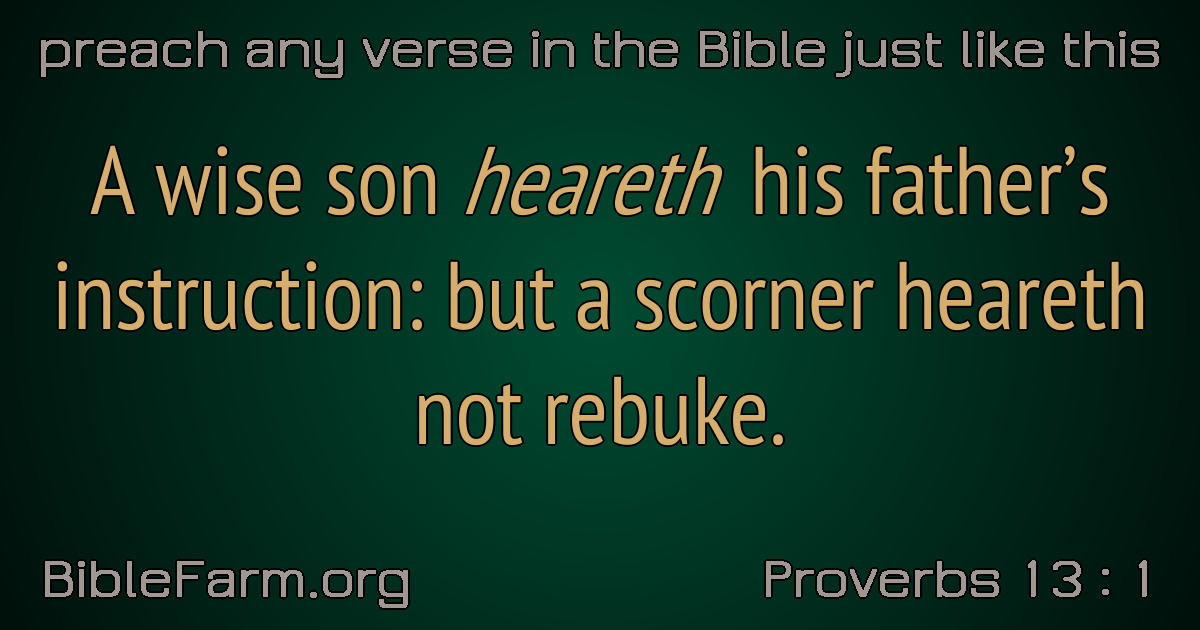 preach any verse in the Bible just like this
A wise son heareth his father’s
instruction: but a scorner heareth
not rebuke.
BibleFarm.org
Proverbs 13 : 1